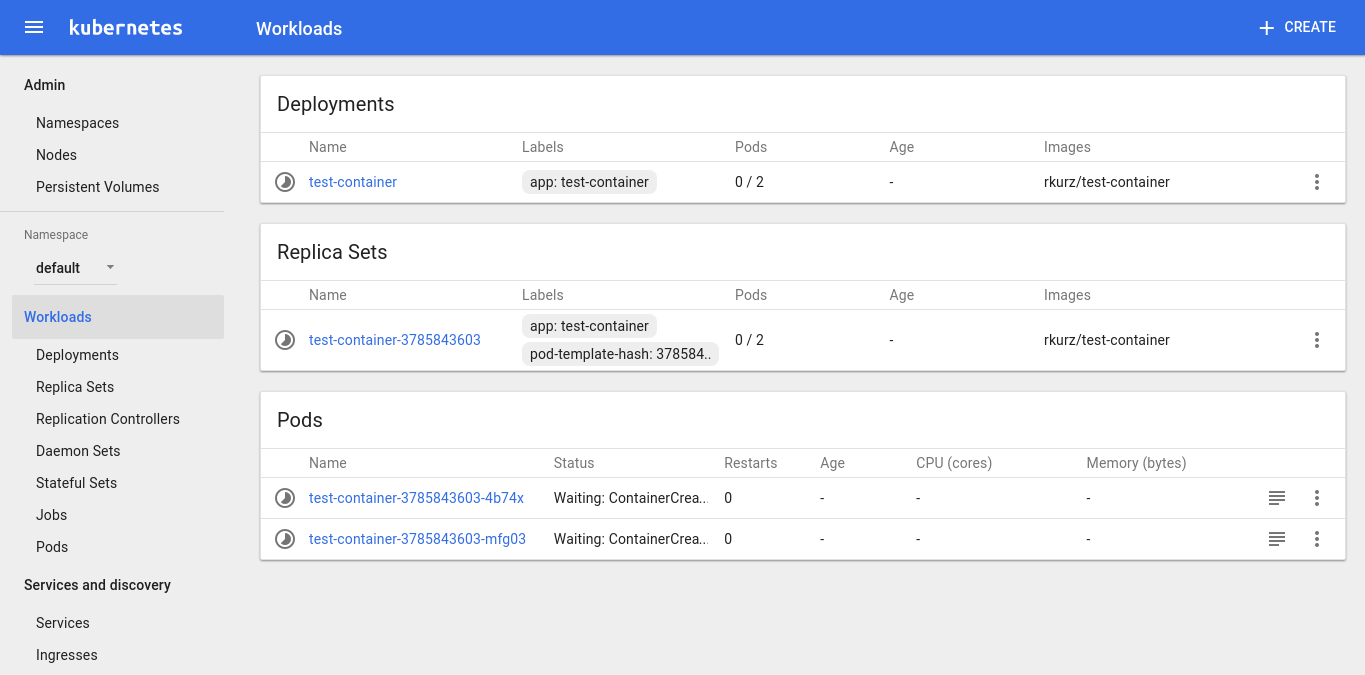 kubernetes
Workloads
CREATE
Admin
Namespaces
Nodes
Persistent Volumes
Namespace
default
Workloads
Deployments
Replica Sets
Replication Controllers
Daemon Sets
Stateful Sets
Jobs
Pods
Services and discovery
Services
Ingresses
Deployments
Name Labels Pods Age Images
test-container app: test-container 0 / 2 - rkurz/test-container
Replica Sets
Name Labels Pods Age Images
app: test-container
test-container-3785843603 0 / 2 - rkurz/test-container
pod-template-hash: 378584..
Pods
Name Status Restarts Age CPU (cores) Memory (bytes)
test-container-3785843603-4b74x Waiting: ContainerCrea... 0 - - -
test-container-3785843603-mfg03 Waiting: ContainerCrea... 0 - - -